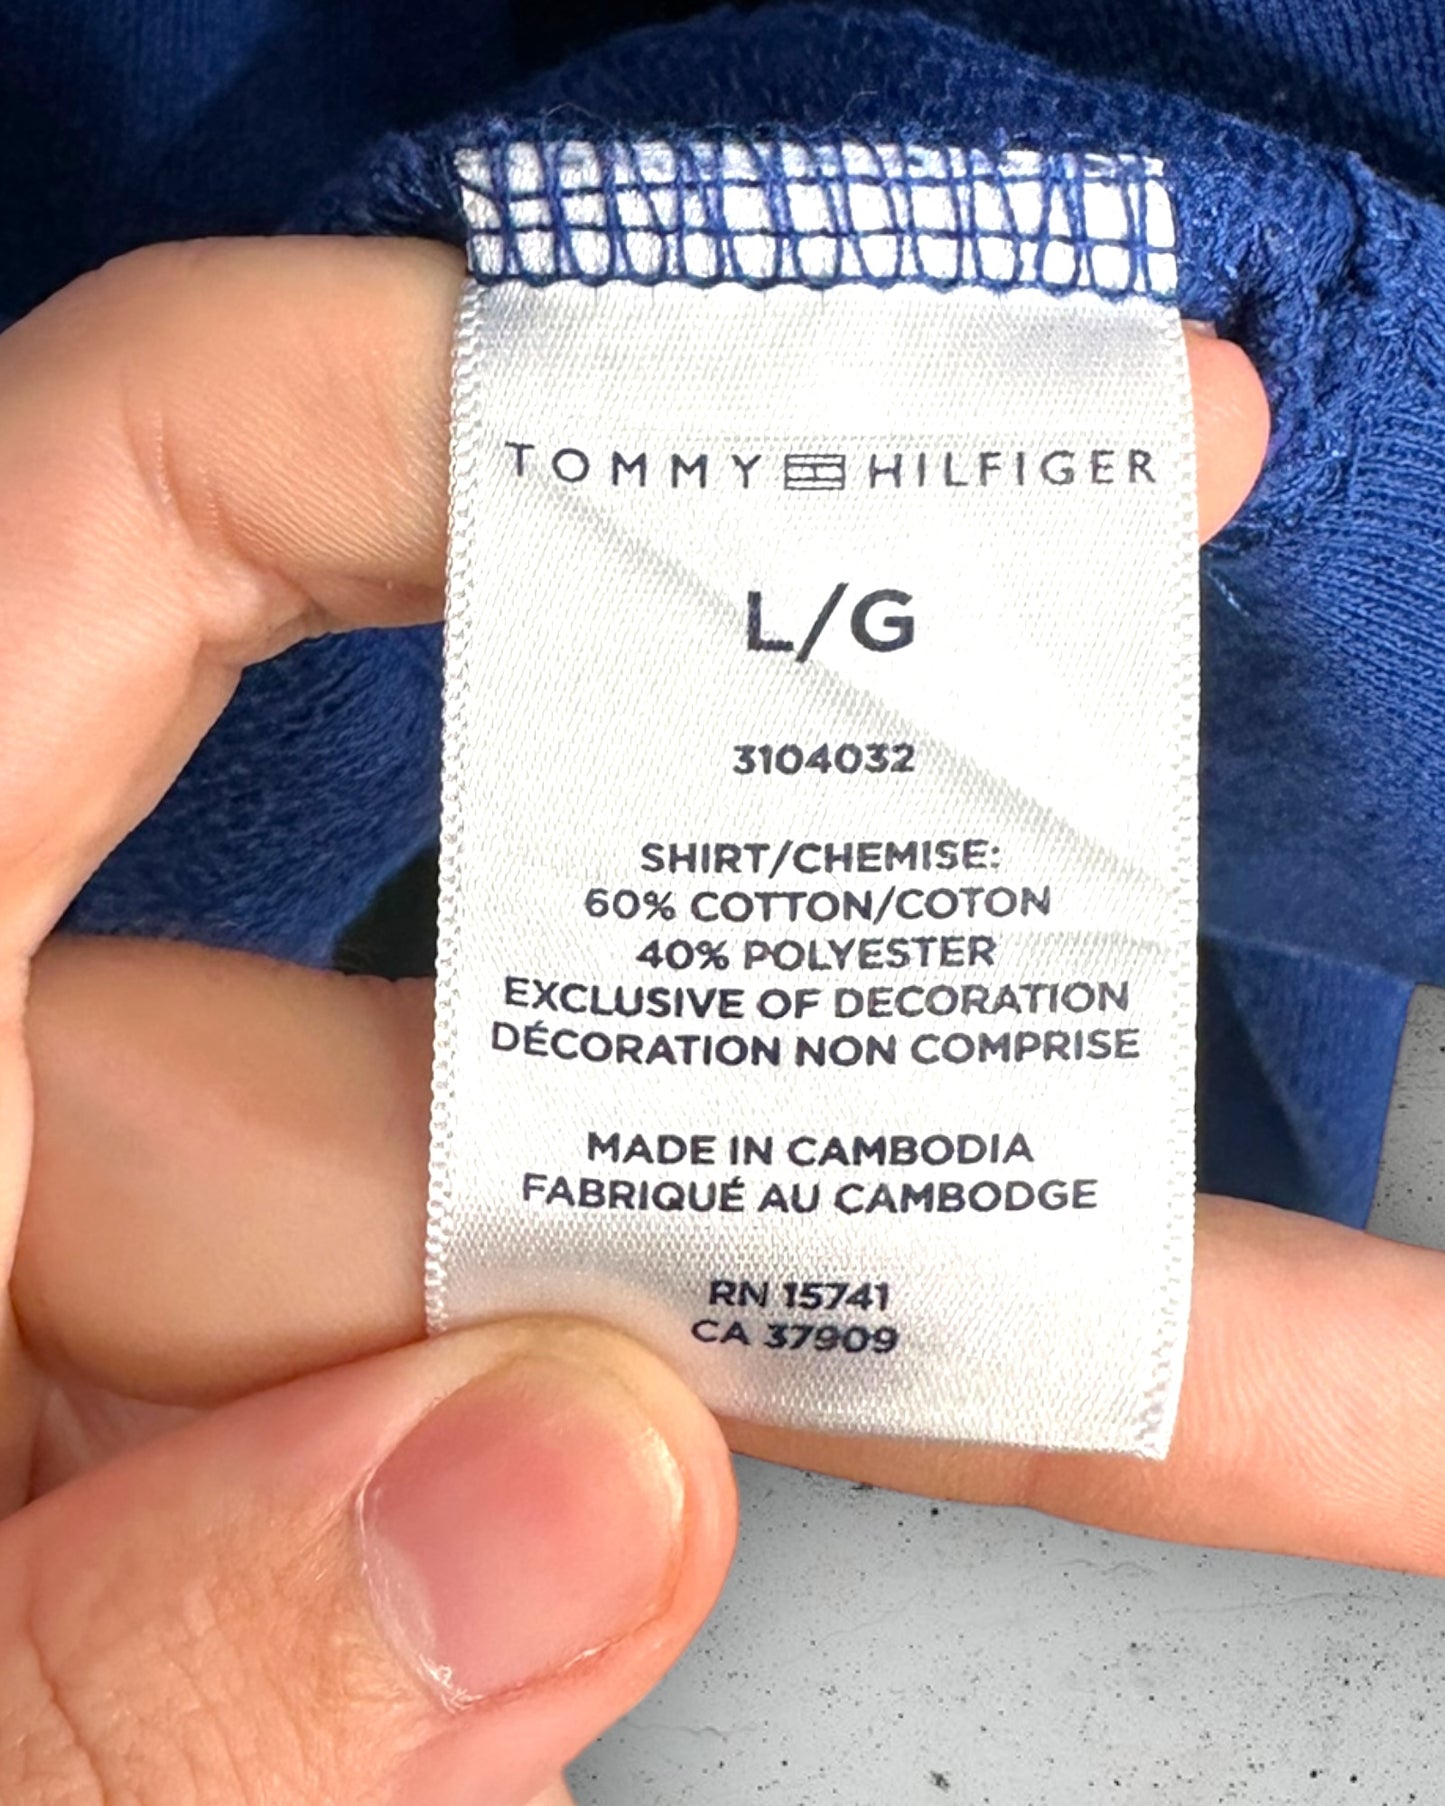 TOMMY HILFIGER
L/G
3104032
SHIRT/CHEMISE:
60% COTTON/COTON
40% POLYESTER
EXCLUSIVE OF DECORATION
DÉCORATION NON COMPRISE
MADE IN CAMBODIA
FABRIQUÉ AU CAMBODGE
RN 15741
CA 37909